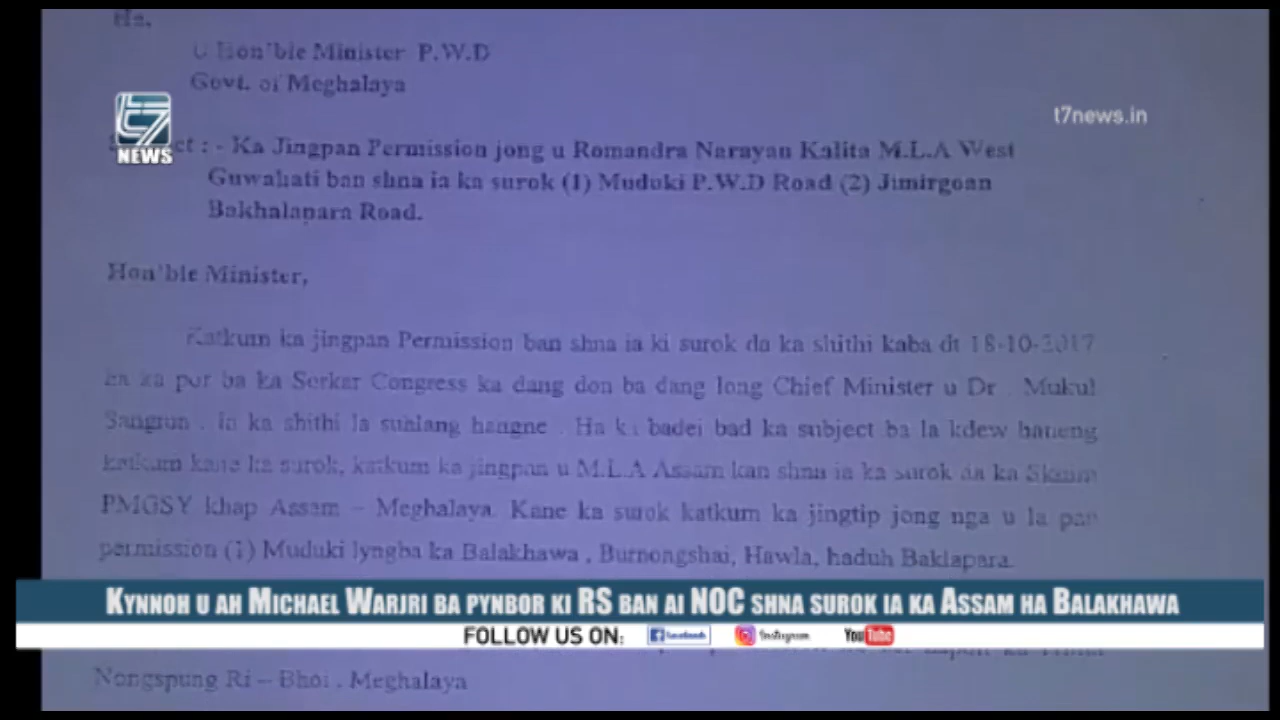 Ha,
U Hon'ble Minister P.W.D
Govt. of Meghalaya
t7 NEWS
t7news.in
: - Ka Jingpan Permission jong u Romandra Narayan Kalita M.L.A West
Guwahati ban shna ia ka surok (1) Muduki P.W.D Road (2) Jimirgoan
Bakhalapara Road.
Hon'ble Minister,
Katkum ka jingpan Permission ban shna ia ki surok da ka shithi kaba dt 18-10-2017
ha ka por ba ka Serkar Congress ka dang don ba dang long Chief Minister u Dr . Mukul
. ia ka shithi la suhlang hangne . Ha ki badei bad ka subject ba la kdew haneng
katkum kane ka surok, katkum ka jingpan u M.L.A Assam kan shna ia ka surok da ka Skum
PMGSY khap Assam – Meghalaya. Kane ka surok katkum ka jingtip jong nga u la pan
permission (1) Muduki lyngba ka Balakhawa , Burnongshai, Hawla, haduh Baklapara.
Kynnoh u ah Michael Warjri ba pynbor ki RS ban ai NOC shna surok ia ka Assam ha Balakhawa
FOLLOW US ON: facebook Instagram YouTube
Nongspung Ri – Bhoi . Meghalaya